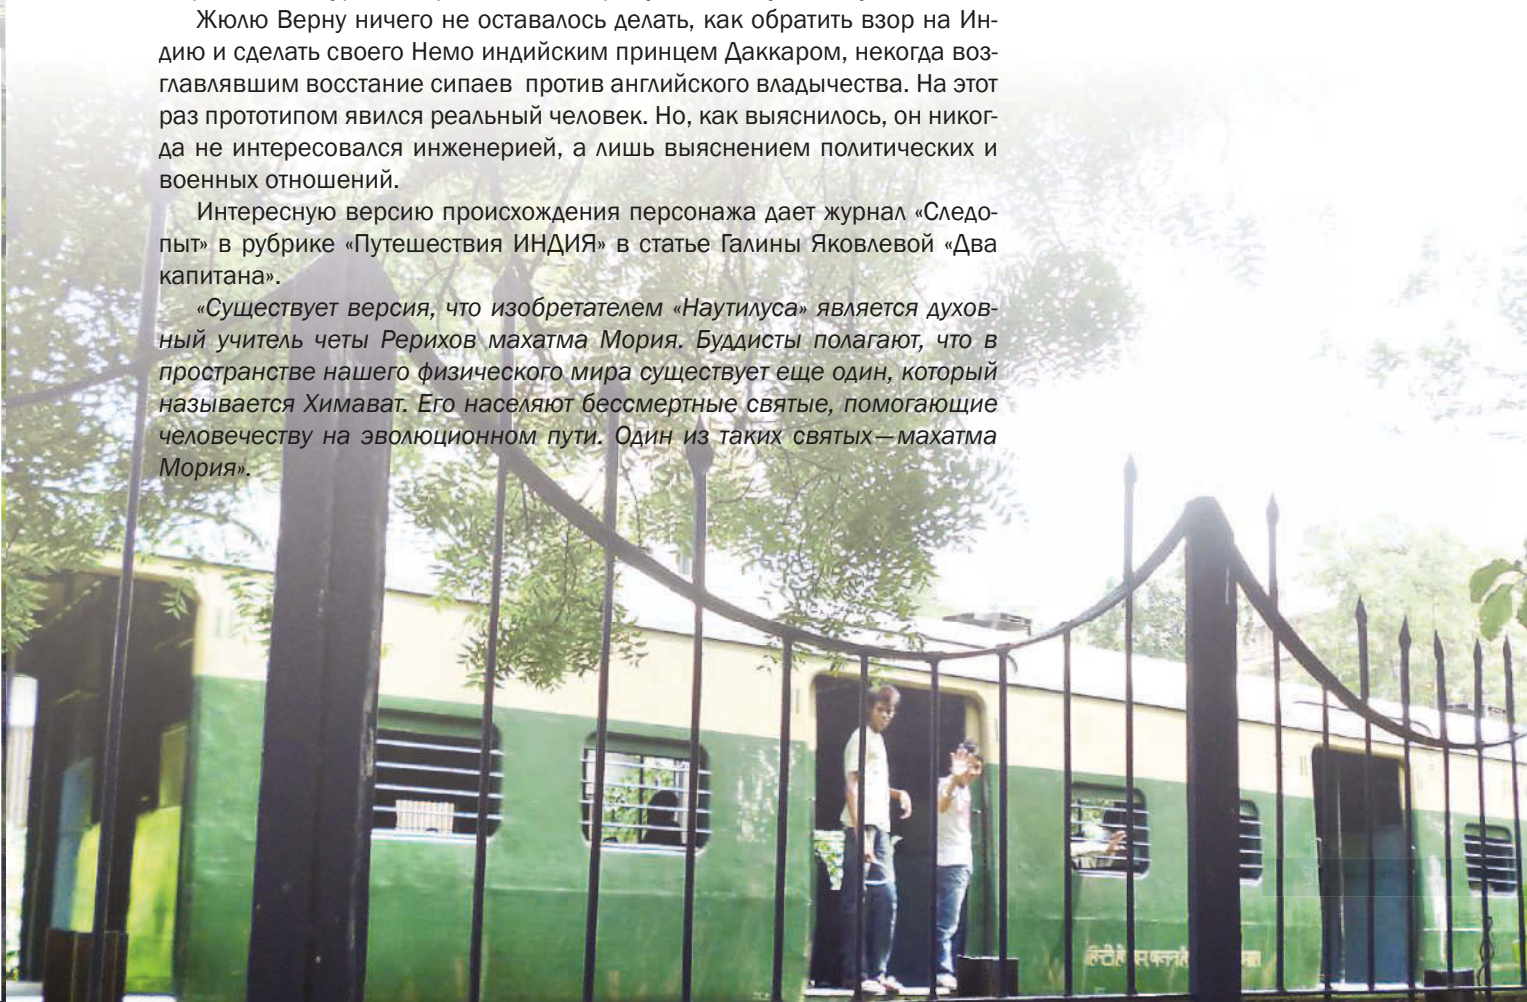 Жюлю Верну ничего не оставалось делать, как обратить взор на Ин-
дию и сделать своего Немо индийским принцем Даккаром, некогда воз-
главлявшим восстание сипаев против английского владычества. На этот
раз прототипом явился реальный человек. Но, как выяснилось, он никог-
да не интересовался инженерией, а лишь выяснением политических и
военных отношений.
Интересную версию происхождения персонажа дает журнал «Следо-
пыт» в рубрике «Путешествия ИНДИЯ» в статье Галины Яковлевой «Два
капитана».
«Существует версия, что изобретателем «Наутилуса» является духов-
ный учитель четы Рерихов махатма Мория. Буддисты полагают, что в
пространстве нашего физического мира существует еще один, который
называется Химават. Его населяют бессмертные святые, помогающие
человечеству на эволюционном пути. Один из таких святых—махатма
Мория».